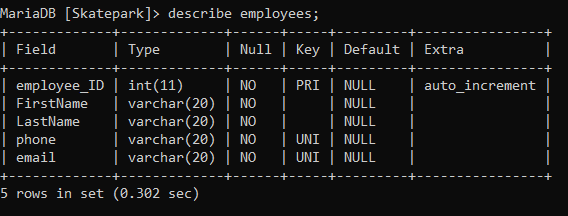 MariaDB [Skatepark]> describe employees;
+-------------+-------------+------+-----+---------+----------------+
| Field       | Type        | Null | Key | Default | Extra          |
+-------------+-------------+------+-----+---------+----------------+
| employee_ID | int(11)     | NO   | PRI | NULL    | auto_increment |
| FirstName   | varchar(20) | NO   |     | NULL    |                |
| LastName    | varchar(20) | NO   |     | NULL    |                |
| phone       | varchar(20) | NO   | UNI | NULL    |                |
| email       | varchar(20) | NO   | UNI | NULL    |                |
+-------------+-------------+------+-----+---------+----------------+
5 rows in set (0.302 sec)